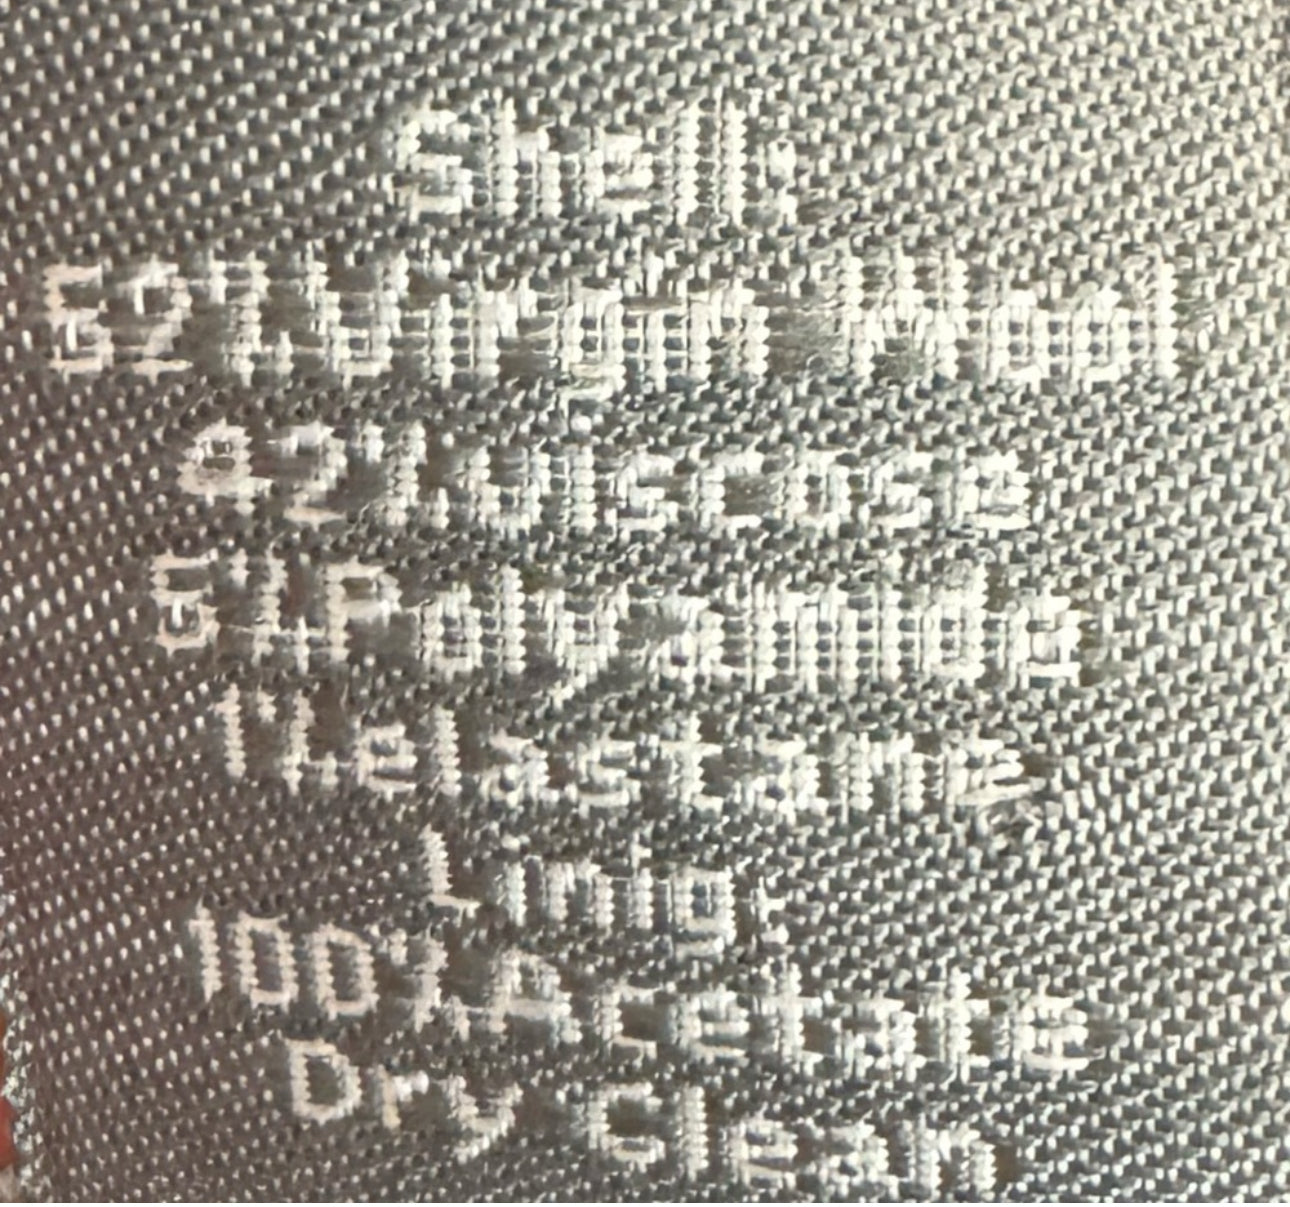 Shell:
52% Virgin Wool
42% Viscose
5% Polyamide
1% elastane
Lining:
100% Acetate
Dry Clean